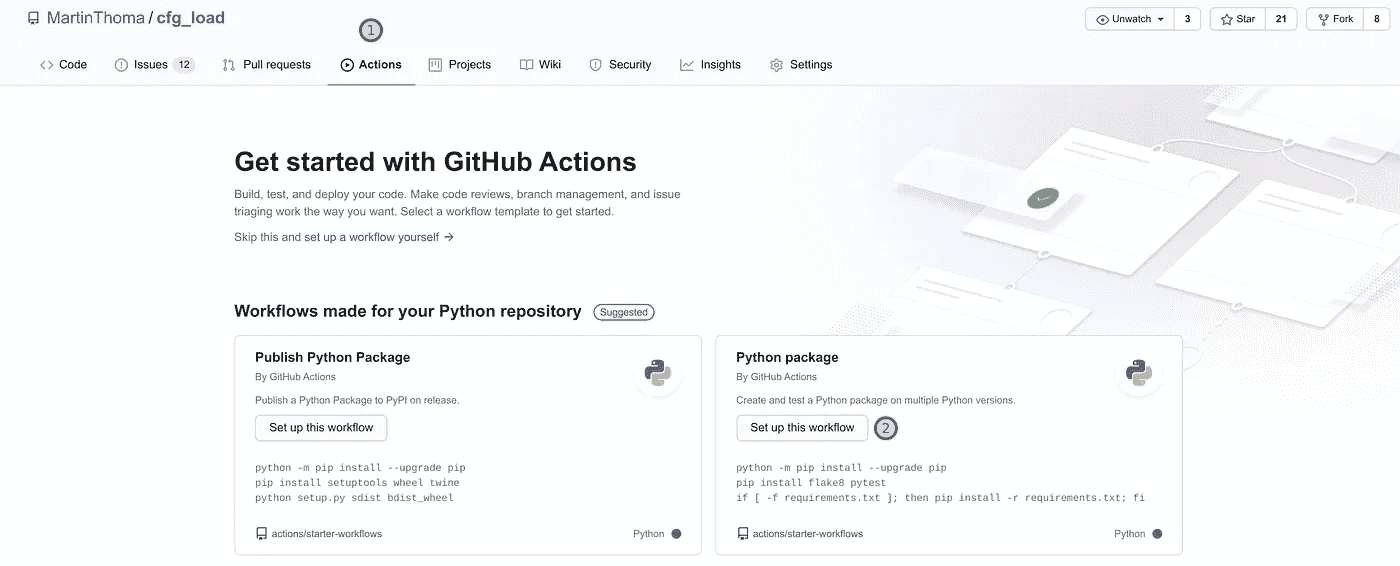 MartinThoma / cfg_load
Unwatch 3 Star 21 Fork 8
1
Code Issues 12 Pull requests Actions Projects Wiki Security Insights Settings
Get started with GitHub Actions
Build, test, and deploy your code. Make code reviews, branch management, and issue
triaging work the way you want. Select a workflow template to get started.
Skip this and set up a workflow yourself →
Workflows made for your Python repository Suggested
Publish Python Package
By GitHub Actions
Publish a Python Package to PyPI on release.
Set up this workflow
python -m pip install --upgrade pip
pip install setuptools wheel twine
python setup.py sdist bdist_wheel
actions/starter-workflows Python
Python package
By GitHub Actions
Create and test a Python package on multiple Python versions.
Set up this workflow 2
python -m pip install --upgrade pip
pip install flake8 pytest
if [ -f requirements.txt ]; then pip install -r requirements.txt; fi
actions/starter-workflows Python